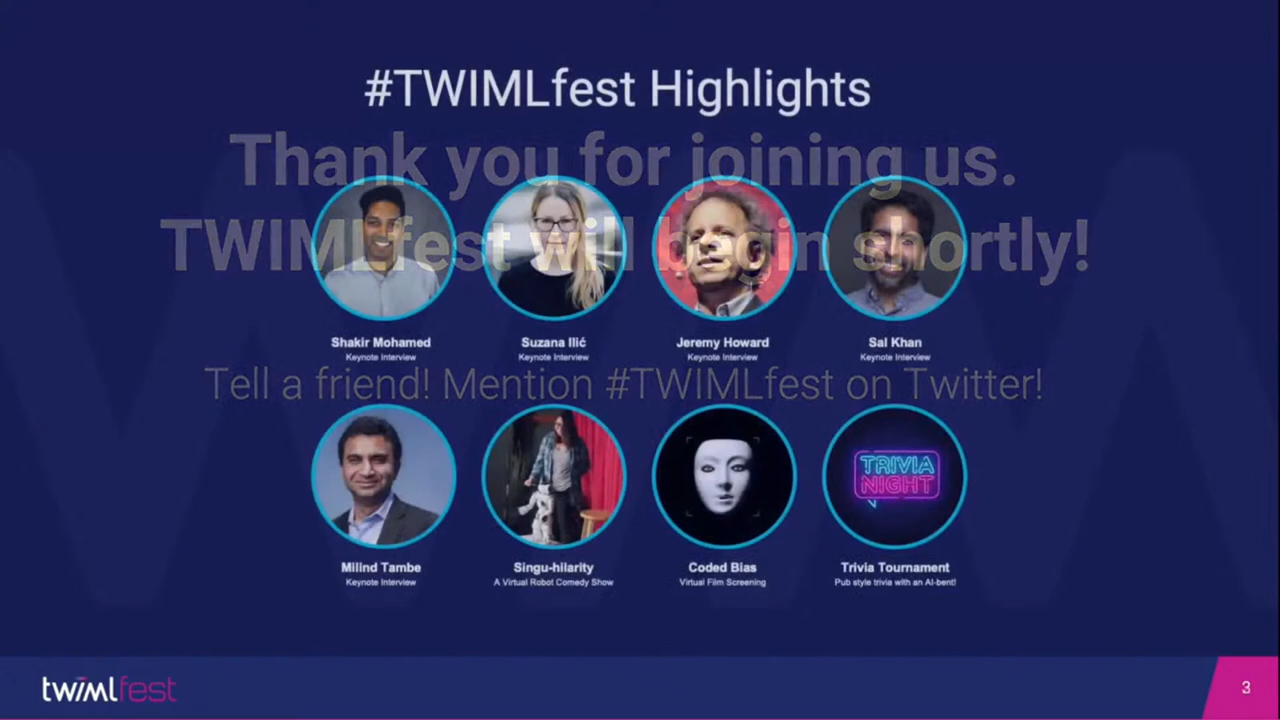 #TWIMLfest Highlights
Thank you for joining us.
TWIMLfest will begin shortly!
Shakir Mohamed
Keynote Interview
Suzana Ilić
Keynote Interview
Jeremy Howard
Keynote Interview
Sal Khan
Keynote Interview
Tell a friend! Mention #TWIMLfest on Twitter!
TRIVIA
NIGHT
Milind Tambe
Keynote Interview
Singu-hilarity
A Virtual Robot Comedy Show
Coded Bias
Virtual Film Screening
Trivia Tournament
Pub style trivia with an AI-bent!
twimlfest
3